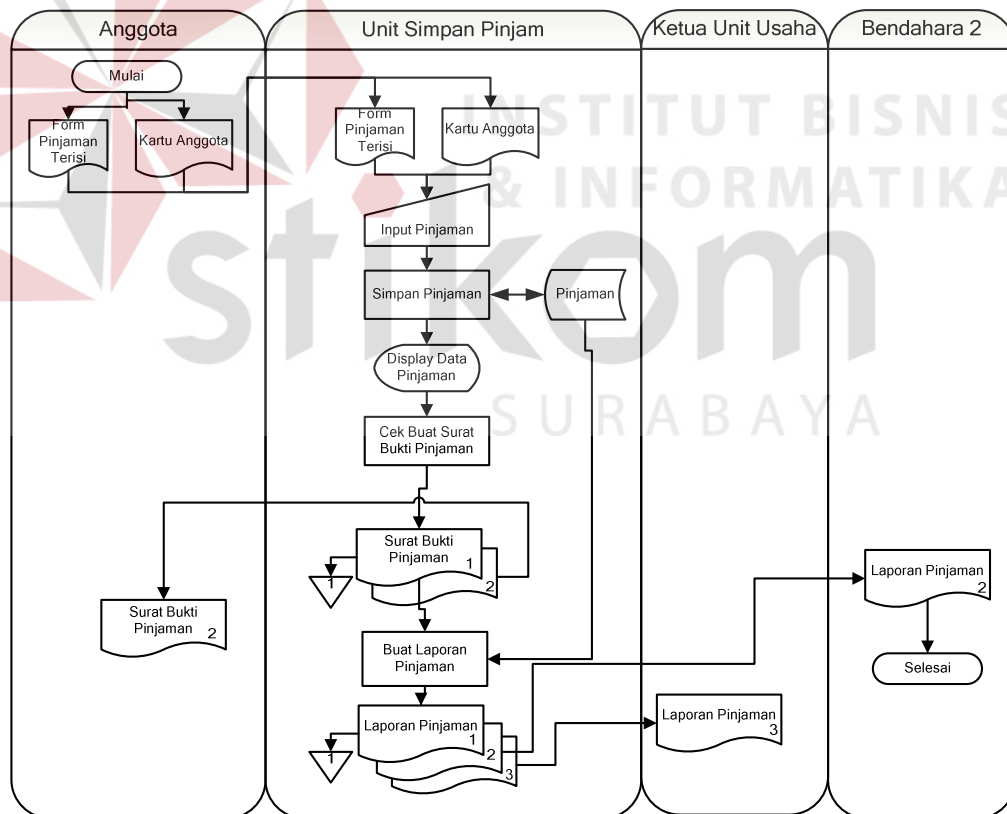 Anggota
Unit Simpan Pinjam
Ketua Unit Usaha
Bendahara 2
Mulai
Form
Pinjaman
Terisi
Kartu Anggota
Form
Pinjaman
Terisi
Kartu Anggota
INSTITUT BISNIS
& INFORMATIKA
stikom
SURABAYA
Input Pinjaman
Simpan Pinjaman
Pinjaman
Display Data
Pinjaman
Cek Buat Surat
Bukti Pinjaman
Surat Bukti
Pinjaman
1
2
1
Surat Bukti
Pinjaman
2
Buat Laporan
Pinjaman
Laporan Pinjaman
1
2
3
1
Laporan Pinjaman
3
Laporan Pinjaman
2
Selesai